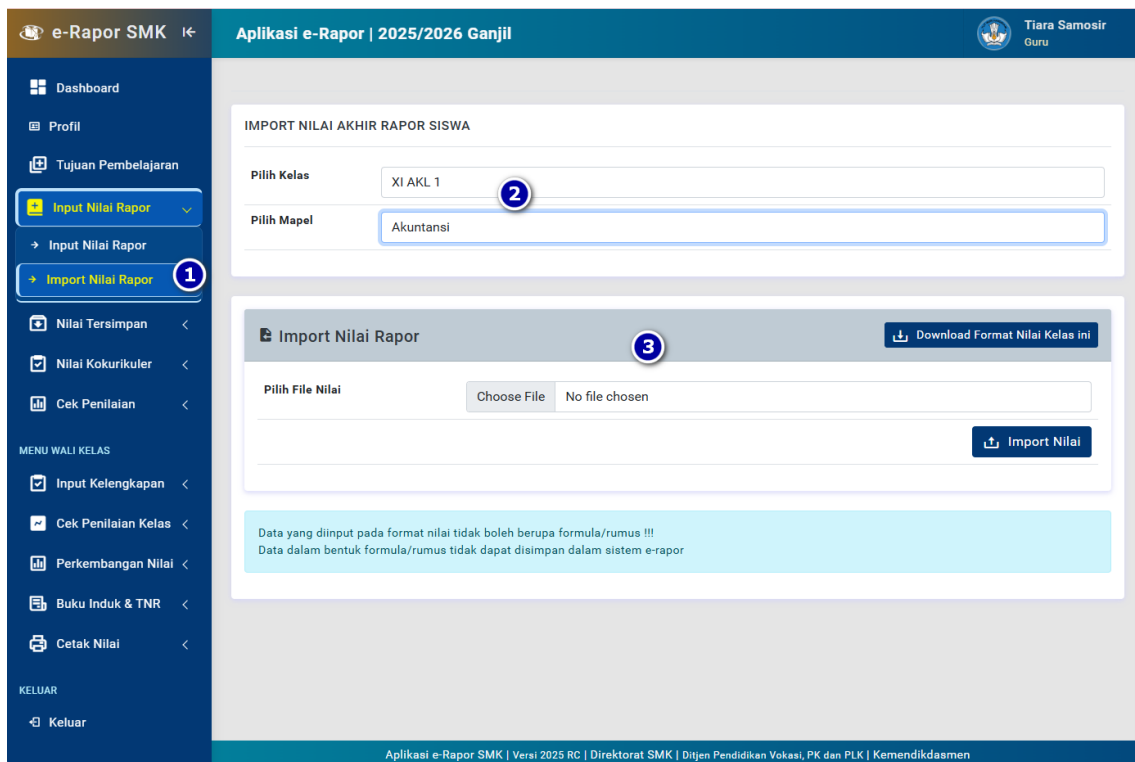 e-Rapor SMK
Aplikasi e-Rapor | 2025/2026 Ganjil
Tiara Samosir
Guru
Dashboard
Profil
Tujuan Pembelajaran
Input Nilai Rapor
Input Nilai Rapor
Import Nilai Rapor
1
Nilai Tersimpan
Nilai Kokurikuler
Cek Penilaian
MENU WALI KELAS
Input Kelengkapan
Cek Penilaian Kelas
Perkembangan Nilai
Buku Induk & TNR
Cetak Nilai
KELUAR
Keluar
IMPORT NILAI AKHIR RAPOR SISWA
Pilih Kelas
XI AKL 1
2
Pilih Mapel
Akuntansi
Import Nilai Rapor
3
Download Format Nilai Kelas ini
Pilih File Nilai
Choose File No file chosen
Import Nilai
Data yang diinput pada format nilai tidak boleh berupa formula/rumus !!!
Data dalam bentuk formula/rumus tidak dapat disimpan dalam sistem e-rapor
Aplikasi e-Rapor SMK | Versi 2025 RC | Direktorat SMK | Ditjen Pendidikan Vokasi, PK dan PLK | Kemendikdasmen